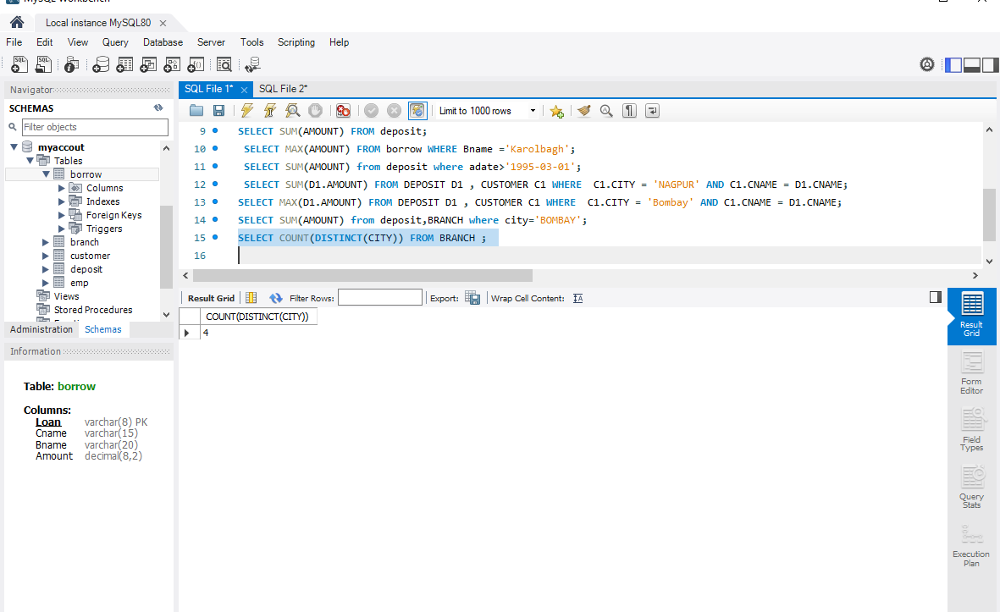 MySQL Workbench
Local instance MySQL80
File Edit View Query Database Server Tools Scripting Help
Navigator
SCHEMAS
Filter objects
myaccout
Tables
borrow
Columns
Indexes
Foreign Keys
Triggers
branch
customer
deposit
emp
Views
Stored Procedures
Administration Schemas
Information
Table: borrow
Columns:
Loan varchar(8) PK
Cname varchar(15)
Bname varchar(20)
Amount decimal(8,2)
SQL File 1* SQL File 2*
Limit to 1000 rows
9 SELECT SUM(AMOUNT) FROM deposit;
10 SELECT MAX(AMOUNT) FROM borrow WHERE Bname ='Karolbagh';
11 SELECT SUM(AMOUNT) from deposit where adate>'1995-03-01';
12 SELECT SUM(D1.AMOUNT) FROM DEPOSIT D1 , CUSTOMER C1 WHERE C1.CITY = 'NAGPUR' AND C1.CNAME = D1.CNAME;
13 SELECT MAX(D1.AMOUNT) FROM DEPOSIT D1 , CUSTOMER C1 WHERE C1.CITY = 'Bombay' AND C1.CNAME = D1.CNAME;
14 SELECT SUM(AMOUNT) from deposit,BRANCH where city='BOMBAY';
15 SELECT COUNT(DISTINCT(CITY)) FROM BRANCH ;
16
Result Grid Filter Rows: Export: Wrap Cell Content:
COUNT(DISTINCT(CITY))
4
Result
Grid
Form
Editor
Field
Types
Query
Stats
Execution
Plan